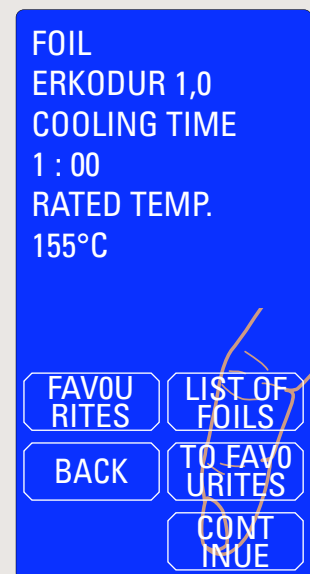 FOIL
ERKODUR 1,0
COOLING TIME
1 : 00
RATED TEMP.
155°C
FAV0U
RITES
LIST OF
FOILS
BACK
TO FAV0
URITES
CONT
INUE